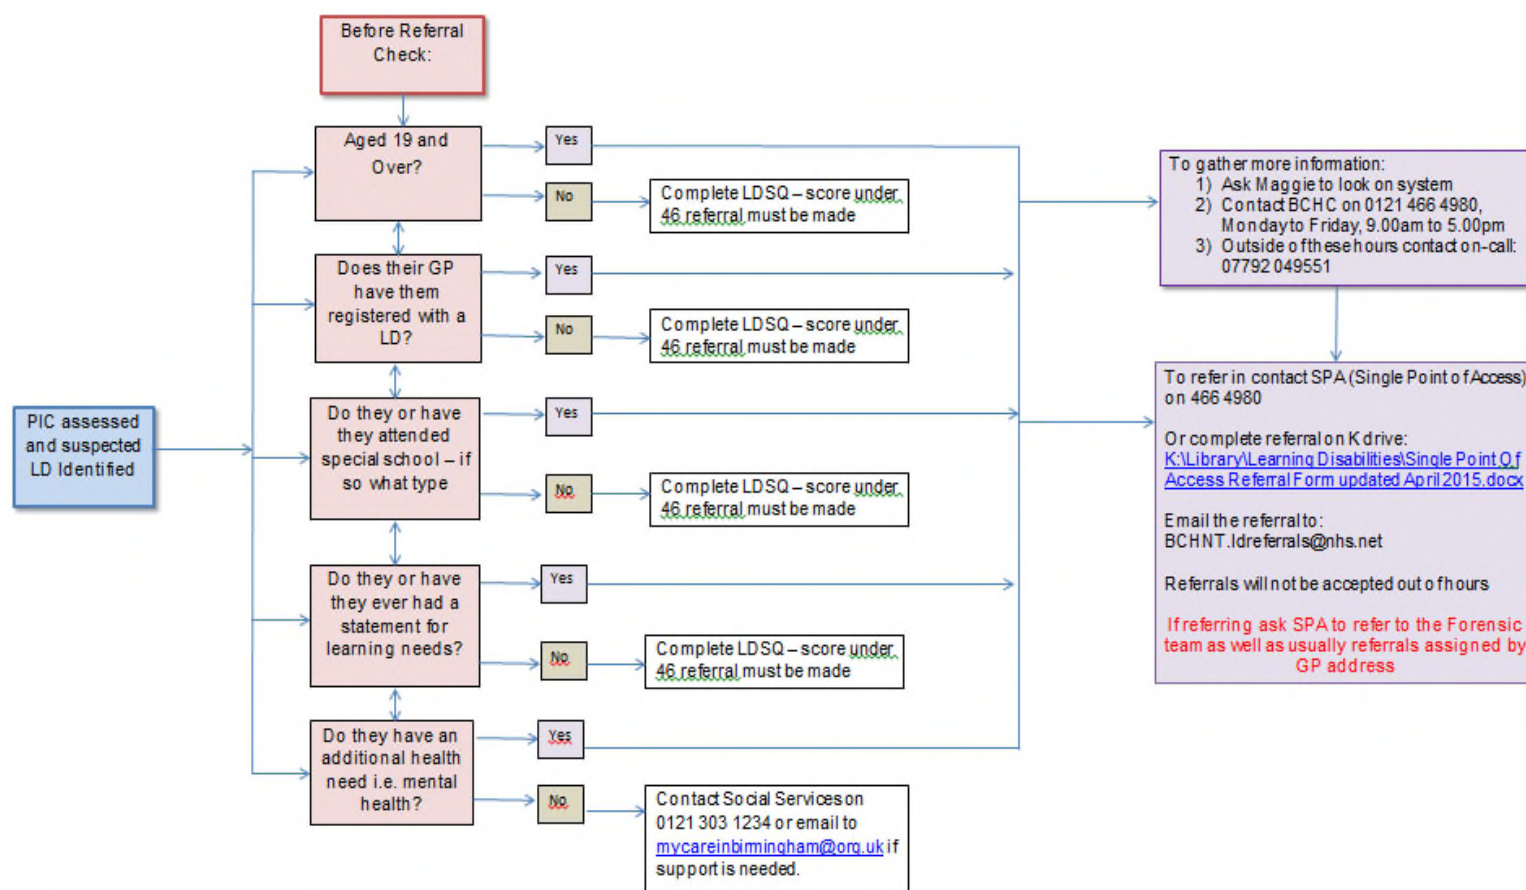 Before Referral
Check:
PIC assessed
and suspected
LD Identified
Aged 19 and
Over?
Yes
No
Complete LDSQ – score under
46 referral must be made
Does their GP
have them
registered with a
LD?
Yes
No
Complete LDSQ – score under
46 referral must be made
Do they or have
they attended
special school – if
so what type
Yes
No
Complete LDSQ – score under
46 referral must be made
Do they or have
they ever had a
statement for
learning needs?
Yes
No
Complete LDSQ – score under
46 referral must be made
Do they have an
additional health
need i.e. mental
health?
Yes
No
Contact Social Services on
0121 303 1234 or email to
mycareinbirmingham@org.uk if
support is needed.
To gather more information:
1) Ask Maggie to look on system
2) Contact BCHC on 0121 466 4980,
Monday to Friday, 9.00am to 5.00pm
3) Outside of these hours contact on-call:
07792 049551
To refer in contact SPA (Single Point of Access)
on 466 4980
Or complete referral on K drive:
K:\Library\Learning Disabilities\Single Point Of
Access Referral Form updated April 2015.docx
Email the referral to:
BCHNT.ldreferrals@nhs.net
Referrals will not be accepted out of hours
If referring ask SPA to refer to the Forensic
team as well as usually referrals assigned by
GP address